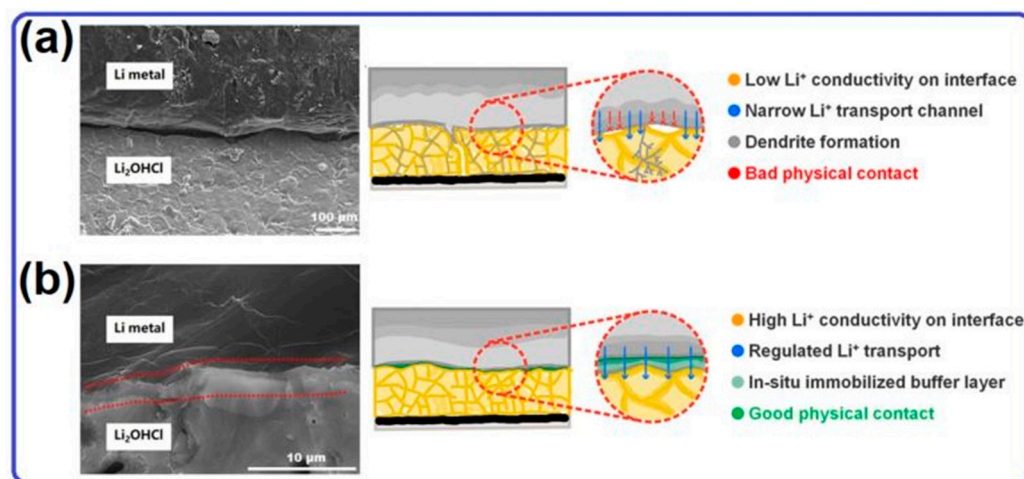 (a)
Li metal
Li₂OHCl
100 μm
Low Li⁺ conductivity on interface
Narrow Li⁺ transport channel
Dendrite formation
Bad physical contact
(b)
Li metal
Li₂OHCl
10 μm
High Li⁺ conductivity on interface
Regulated Li⁺ transport
In-situ immobilized buffer layer
Good physical contact